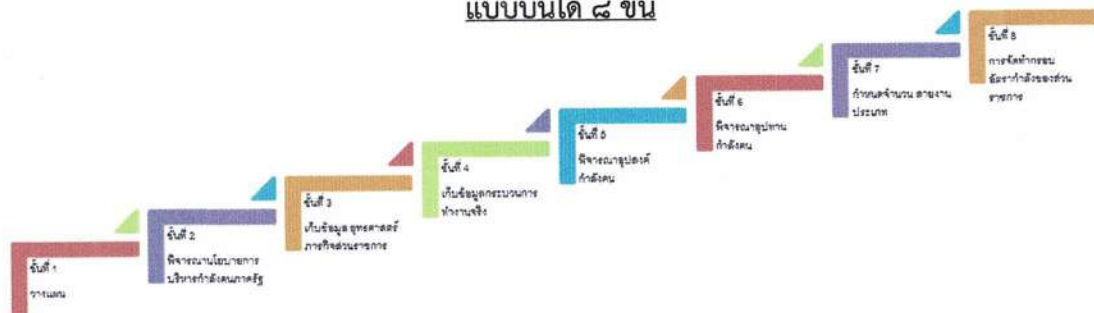 แบบบันได ๘ ขั้น
ขั้นที่ 1
วางแผน
ขั้นที่ 2
พิจารณานโยบายการ
บริหารกำลังคนภาครัฐ
ขั้นที่ 3
เก็บข้อมูล ยุทธศาสตร์
ภารกิจส่วนราชการ
ขั้นที่ 4
เก็บข้อมูลกระบวนการ
ทำงานจริง
ขั้นที่ 5
พิจารณาอุปสงค์
กำลังคน
ขั้นที่ 6
พิจารณาอุปทาน
กำลังคน
ขั้นที่ 7
กำหนดจำนวน สายงาน
ประเภท
ขั้นที่ 8
การจัดทำกรอบ
อัตรากำลังของส่วน
ราชการ